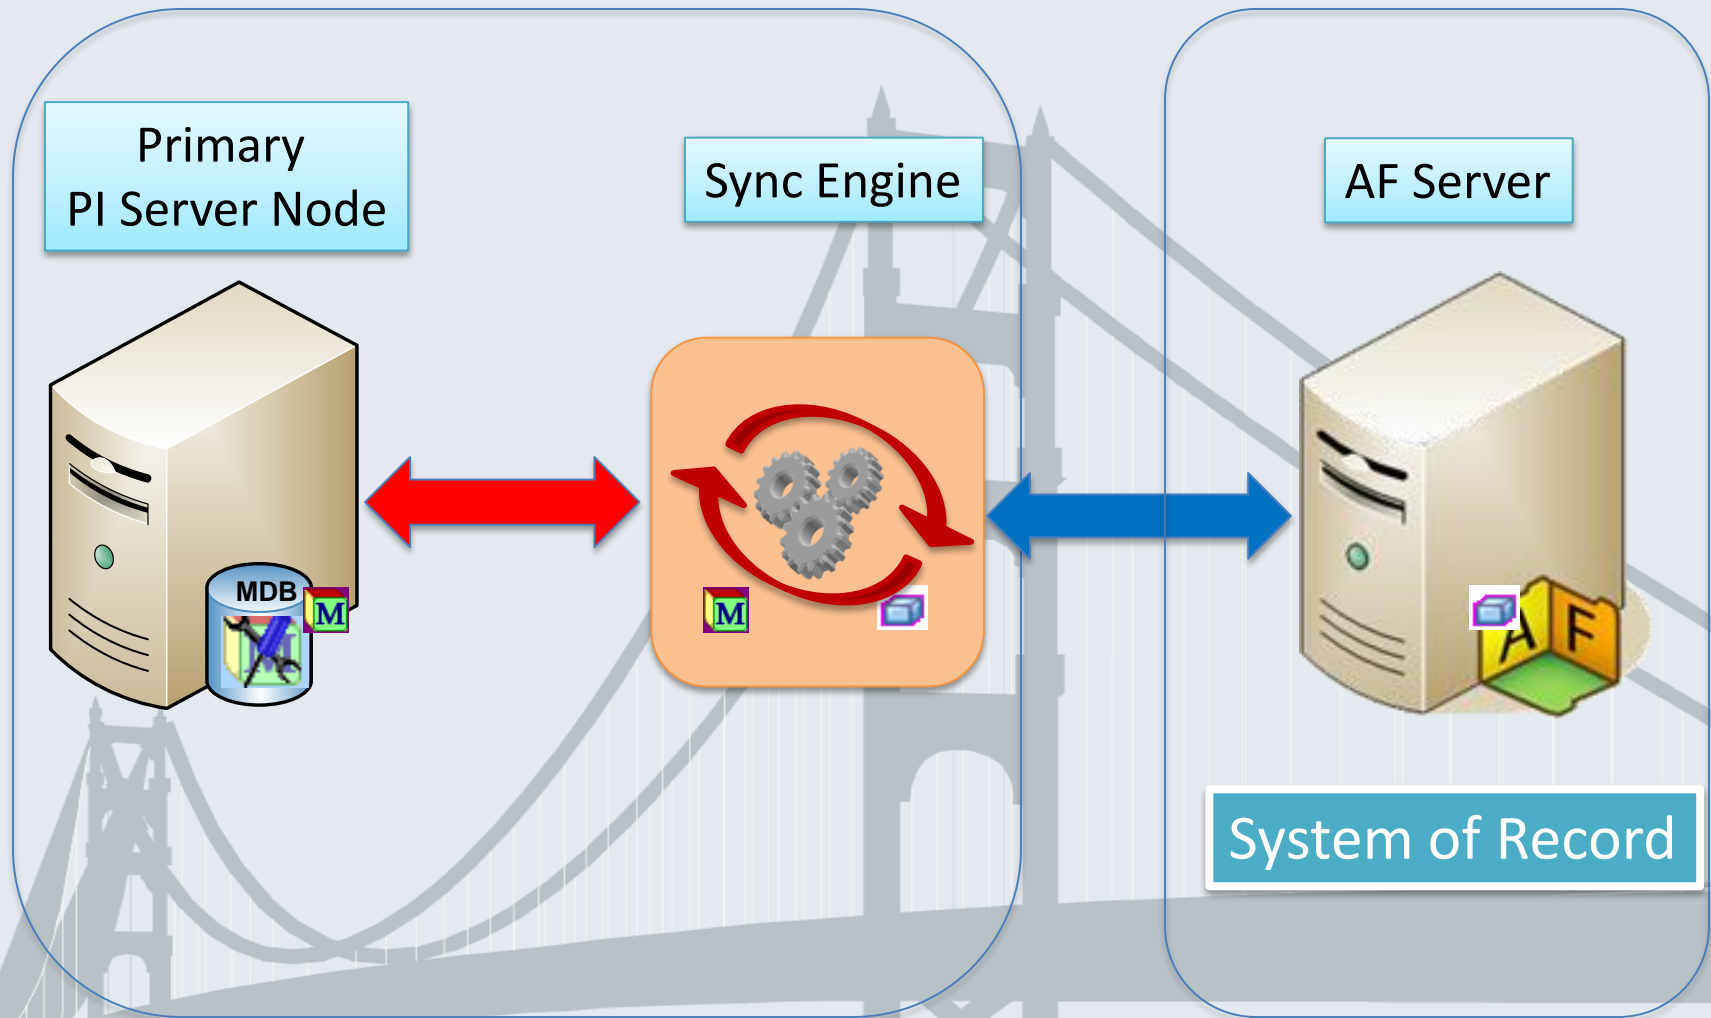 Primary
PI Server Node
Sync Engine
AF Server
MDB
M
M
M
A F
System of Record